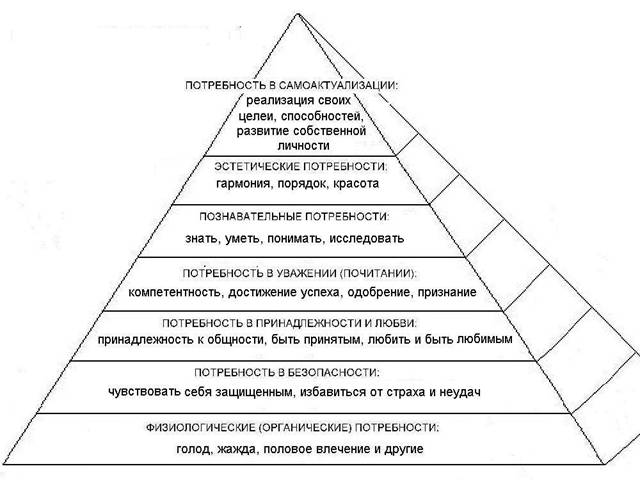 ПОТРЕБНОСТЬ В САМОАКТУАЛИЗАЦИИ:
реализация своих
целеи, способностей,
развитие собственной
личности
ЭСТЕТИЧЕСКИЕ ПОТРЕБНОСТИ:
гармония, порядок, красота
ПОЗНАВАТЕЛЬНЫЕ ПОТРЕБНОСТИ:
знать, уметь, понимать, исследовать
ПОТРЕБНОСТЬ В УВАЖЕНИИ (ПОЧИТАНИИ):
компетентность, достижение успеха, одобрение, признание
ПОТРЕБНОСТЬ В ПРИНАДЛЕЖНОСТИ И ЛЮБВИ:
принадлежность к общности, быть принятым, любить и быть любимым
ПОТРЕБНОСТЬ В БЕЗОПАСНОСТИ:
чувствовать себя защищенным, избавиться от страха и неудач
ФИЗИОЛОГИЧЕСКИЕ (ОРГАНИЧЕСКИЕ) ПОТРЕБНОСТИ:
голод, жажда, половое влечение и другие